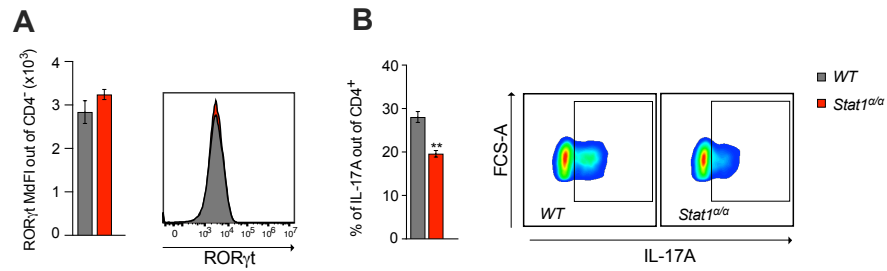 A
RORγt MdFI out of CD4⁻ (x10³)
4
3
2
1
0
0 10³ 10⁴ 10⁵ 10⁶ 10⁷
RORγt
B
% of IL-17A out of CD4⁺
40
30
20
10
0
**
FCS-A
WT
Stat1α/α
IL-17A
WT
Stat1α/α